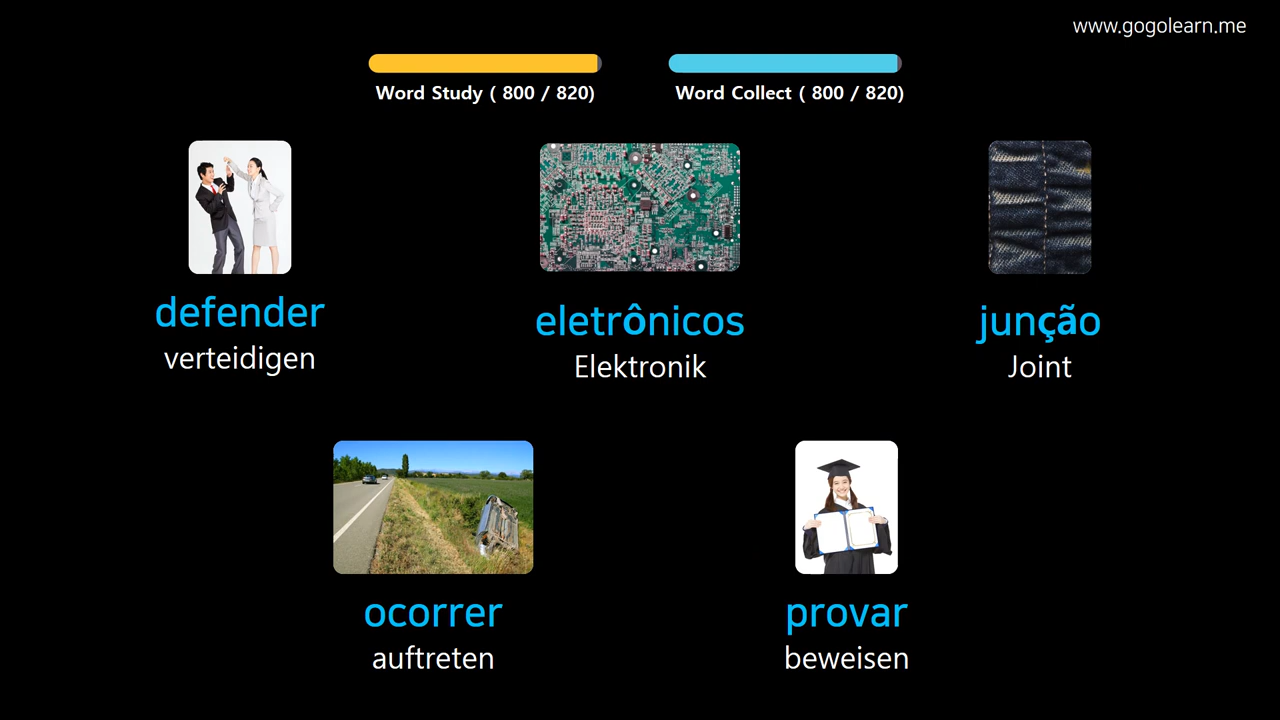 www.gogolearn.me
Word Study ( 800 / 820)
Word Collect ( 800 / 820)
defender
verteidigen
eletrônicos
Elektronik
junção
Joint
ocorrer
auftreten
provar
beweisen